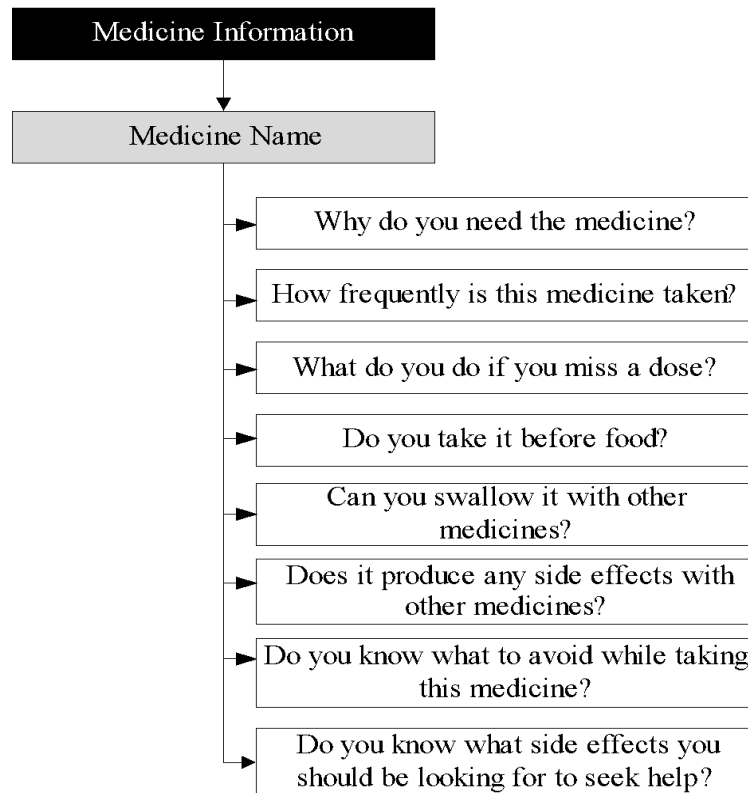 Medicine Information
Medicine Name
Why do you need the medicine?
How frequently is this medicine taken?
What do you do if you miss a dose?
Do you take it before food?
Can you swallow it with other
medicines?
Does it produce any side effects with
other medicines?
Do you know what to avoid while taking
this medicine?
Do you know what side effects you
should be looking for to seek help?